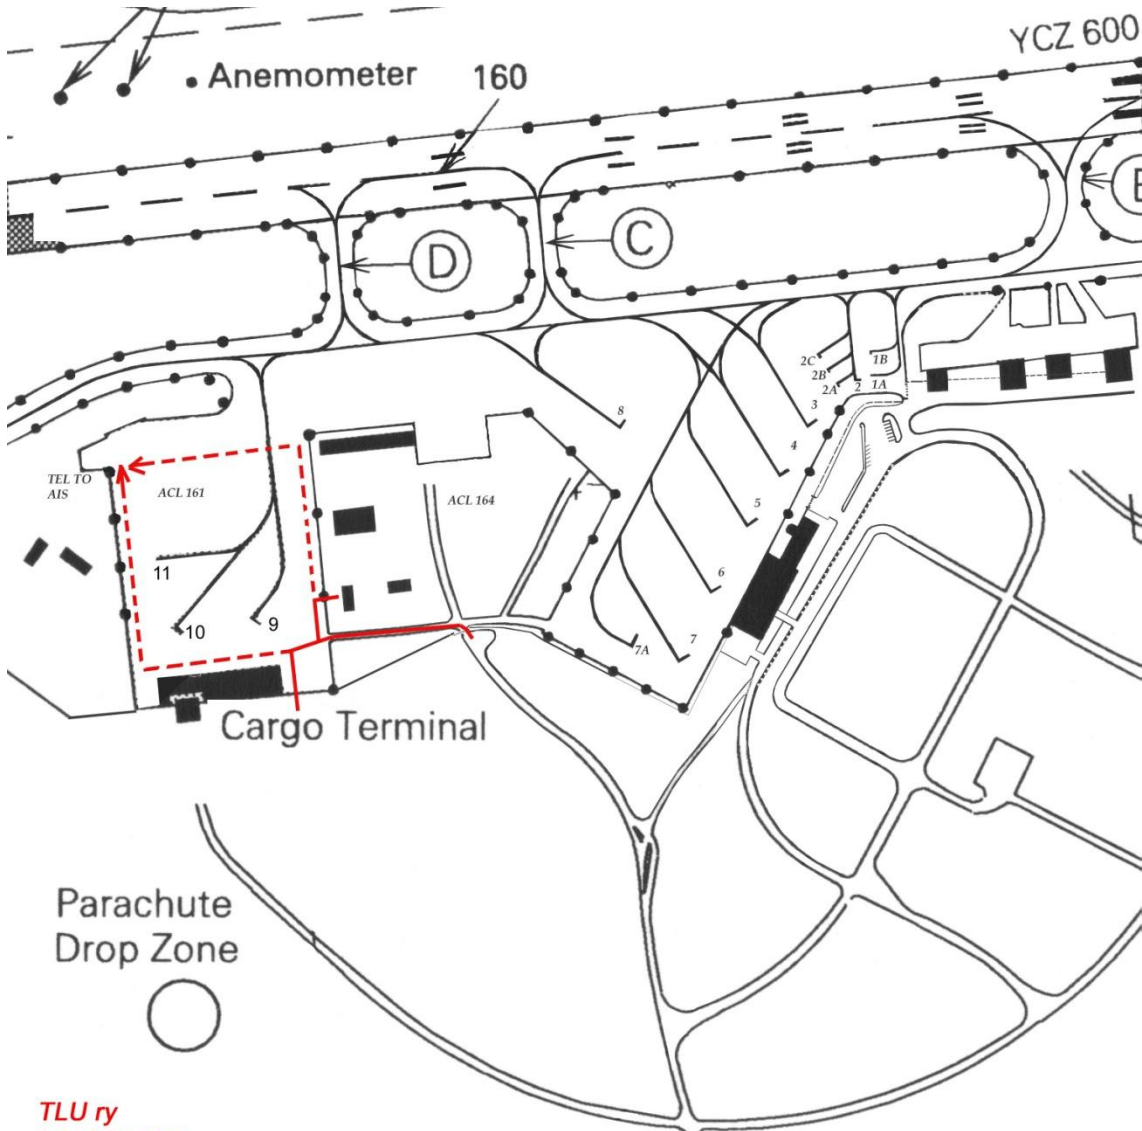 YCZ 600
Anemometer
160
C
D
2C
1B
2B
1A
2A
2
3
8
4
TEL TO
AIS
ACL 161
ACL 164
5
6
11
10
9
7A
7
Cargo Terminal
Parachute
Drop Zone
TLU ry